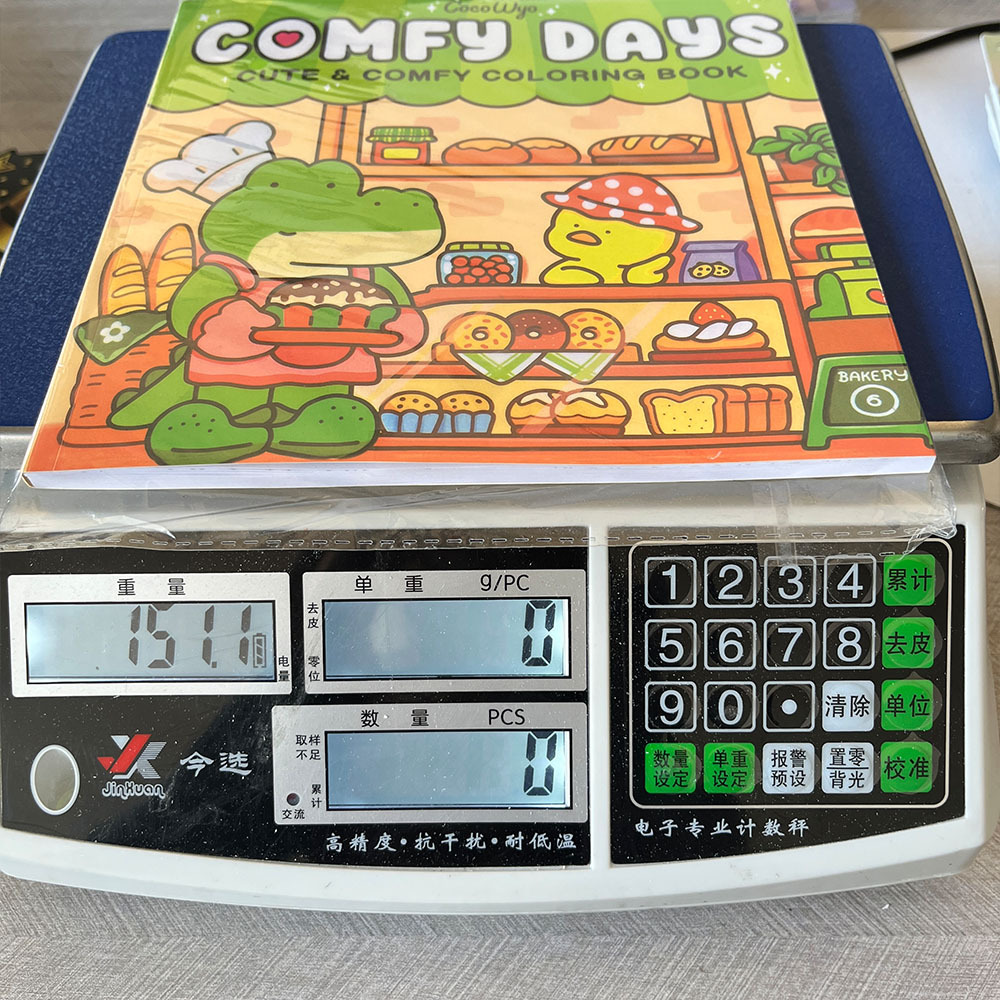 CocoWyo
COMFY DAYS
CUTE & COMFY COLORING BOOK
BAKERY
6
重量
151.1
电量
单重 g/PC
去皮
零位
0
数量 PCS
取样不足
累计
交流
0
JinXuan
今选
高精度·抗干扰·耐低温
1 2 3 4 累计
5 6 7 8 去皮
9 0 • 清除 单位
数量设定 单重设定 报警预设 置零背光 校准
电子专业计数秤